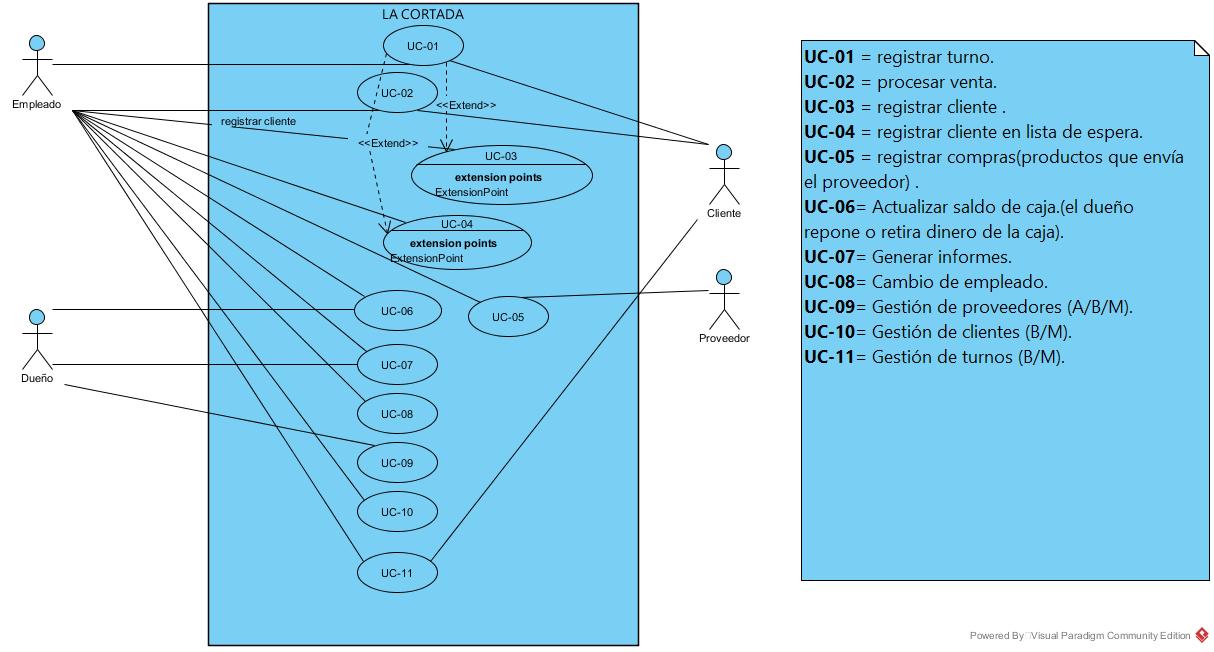 LA CORTADA
UC-01
UC-02
Empleado
<<Extend>>
registrar cliente
<<Extend>>
UC-03
extension points
ExtensionPoint
Cliente
UC-04
extension points
ExtensionPoint
UC-06
UC-05
Proveedor
UC-07
Dueño
UC-08
UC-09
UC-10
UC-11
UC-01 = registrar turno.
UC-02 = procesar venta.
UC-03 = registrar cliente .
UC-04 = registrar cliente en lista de espera.
UC-05 = registrar compras(productos que envía
el proveedor) .
UC-06= Actualizar saldo de caja.(el dueño
repone o retira dinero de la caja).
UC-07= Generar informes.
UC-08= Cambio de empleado.
UC-09= Gestión de proveedores (A/B/M).
UC-10= Gestión de clientes (B/M).
UC-11= Gestión de turnos (B/M).
Powered By Visual Paradigm Community Edition